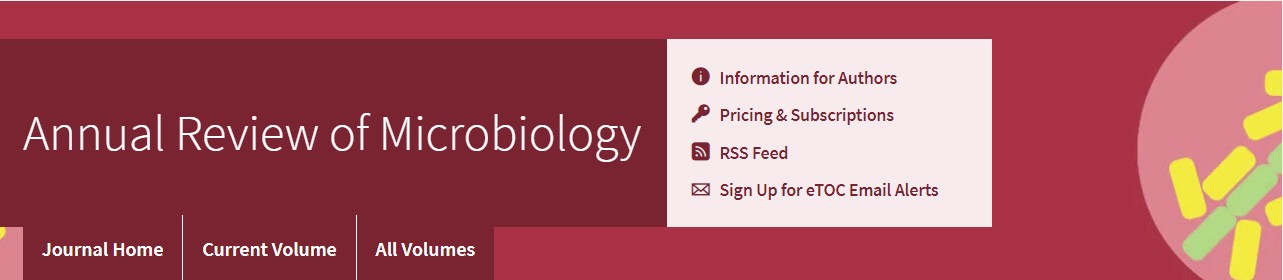 Annual Review of Microbiology
Information for Authors
Pricing & Subscriptions
RSS Feed
Sign Up for eTOC Email Alerts
Journal Home
Current Volume
All Volumes